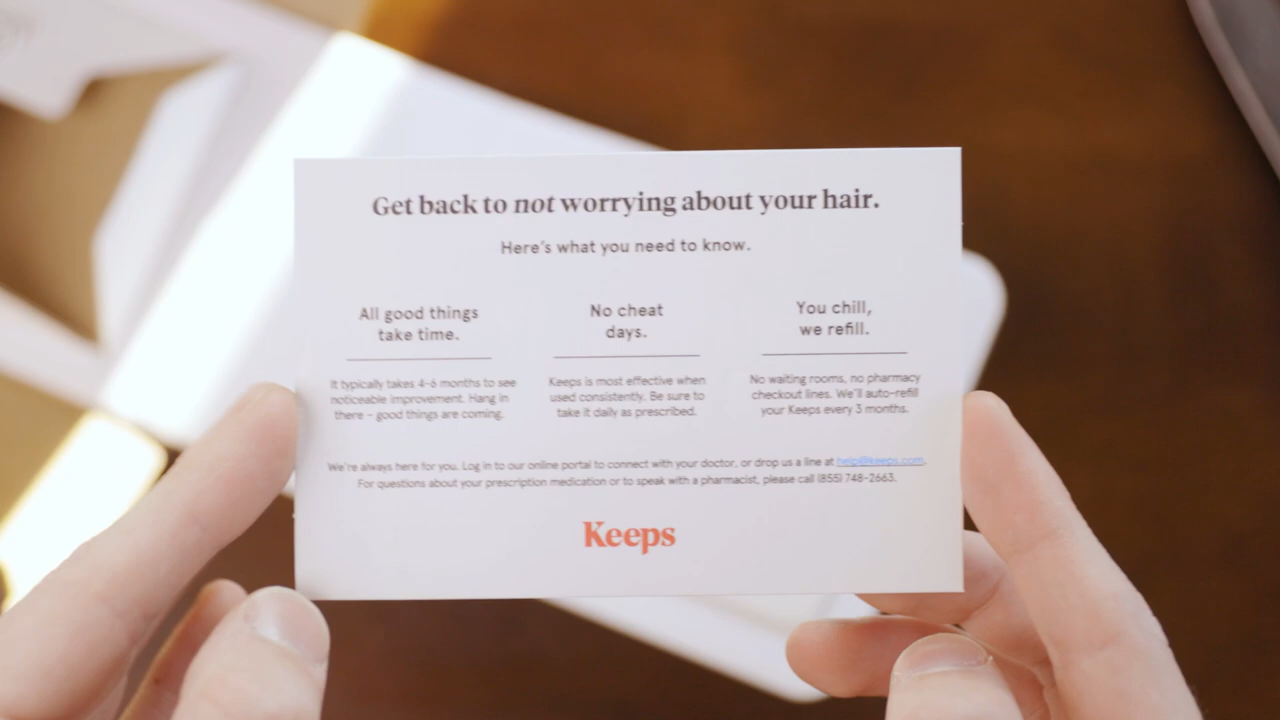 Get back to not worrying about your hair.
Here's what you need to know.
All good things
take time.
It typically takes 4-6 months to see
noticeable improvement. Hang in
there - good things are coming.
No cheat
days.
Keeps is most effective when
used consistently. Be sure to
take it daily as prescribed.
You chill,
we refill.
No waiting rooms, no pharmacy
checkout lines. We'll auto-refill
your Keeps every 3 months.
We're always here for you. Log in to our online portal to connect with your doctor, or drop us a line at help@keeps.com.
For questions about your prescription medication or to speak with a pharmacist, please call (855) 748-2663.
Keeps